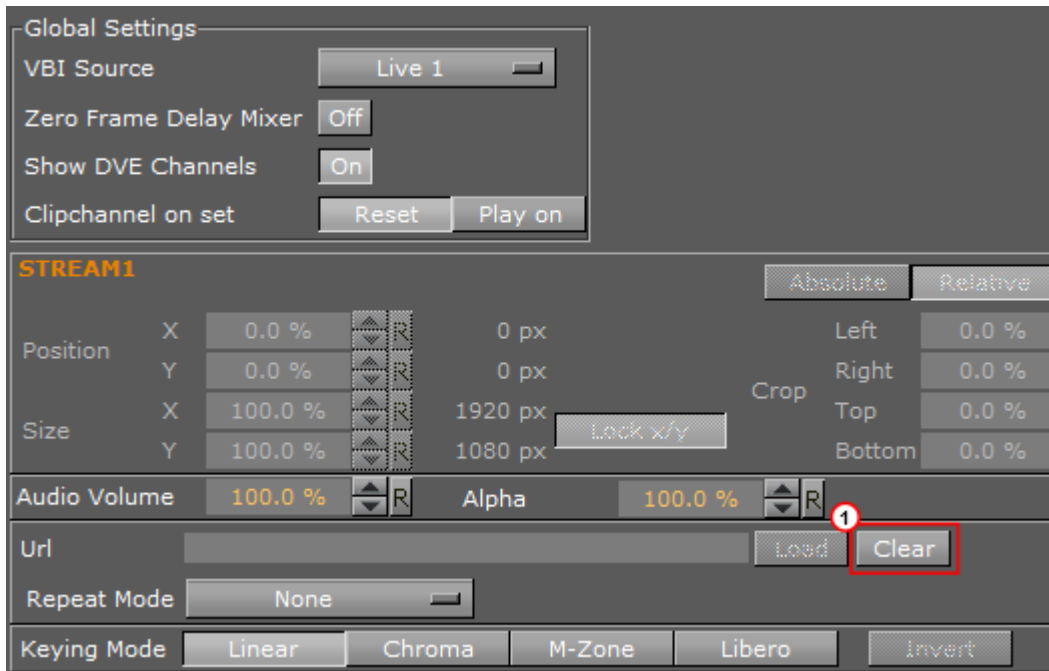 Global Settings
VBI Source Live 1
Zero Frame Delay Mixer Off
Show DVE Channels On
Clipchannel on set Reset Play on
STREAM1 Absolute Relative
Position X 0.0 % R 0 px Left 0.0 %
Y 0.0 % R 0 px Crop Right 0.0 %
Size X 100.0 % R 1920 px Lock x/y Top 0.0 %
Y 100.0 % R 1080 px Bottom 0.0 %
Audio Volume 100.0 % R Alpha 100.0 % R
1
Url Load Clear
Repeat Mode None
Keying Mode Linear Chroma M-Zone Libero Invert